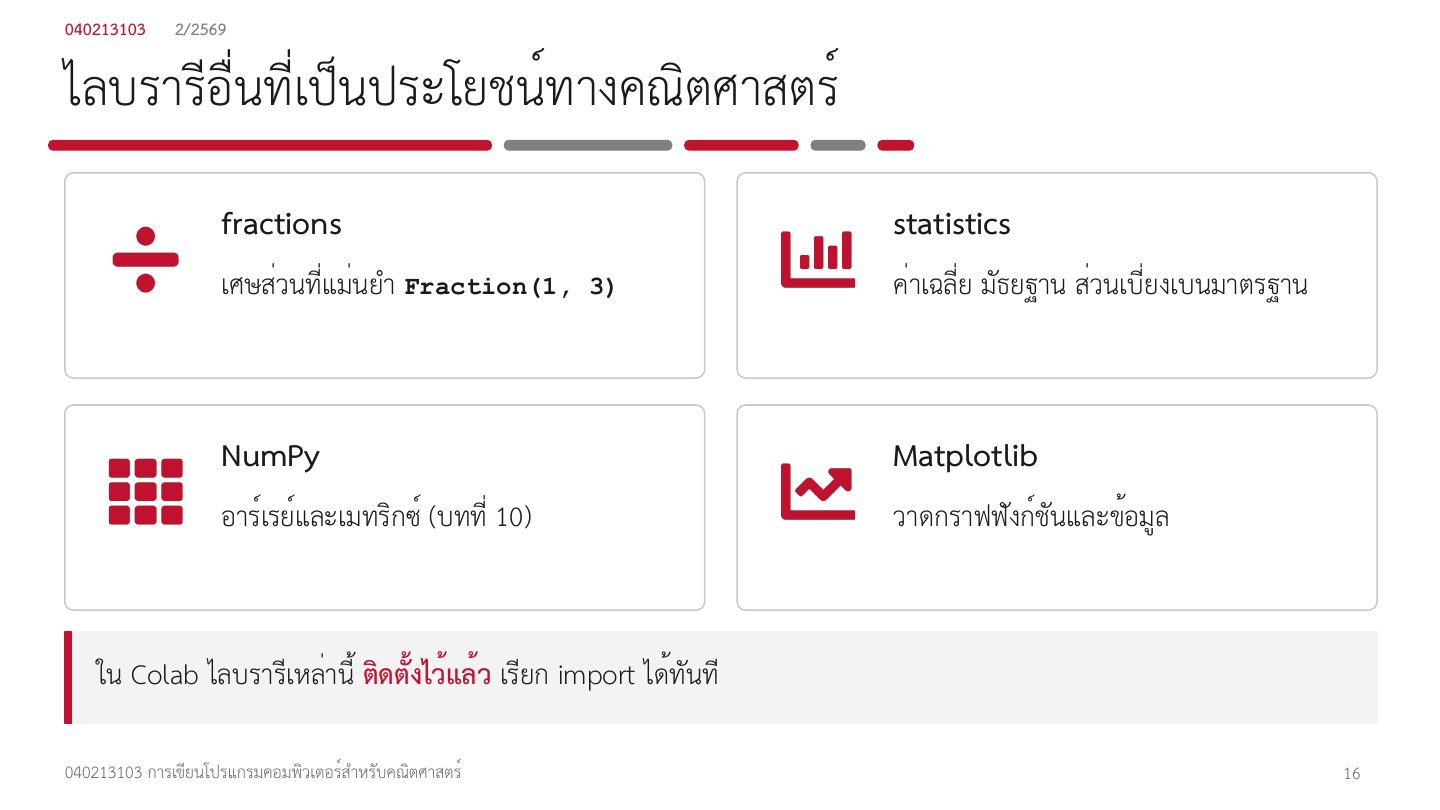 040213103 2/2569
ไลบรารีอื่นที่เป็นประโยชน์ทางคณิตศาสตร์
fractions
เศษส่วนที่แม่นยำ Fraction(1, 3)
statistics
ค่าเฉลี่ย มัธยฐาน ส่วนเบี่ยงเบนมาตรฐาน
NumPy
อาร์เรย์และเมทริกซ์ (บทที่ 10)
Matplotlib
วาดกราฟฟังก์ชันและข้อมูล
ใน Colab ไลบรารีเหล่านี้ ติดตั้งไว้แล้ว เรียก import ได้ทันที
040213103 การเขียนโปรแกรมคอมพิวเตอร์สำหรับคณิตศาสตร์
16